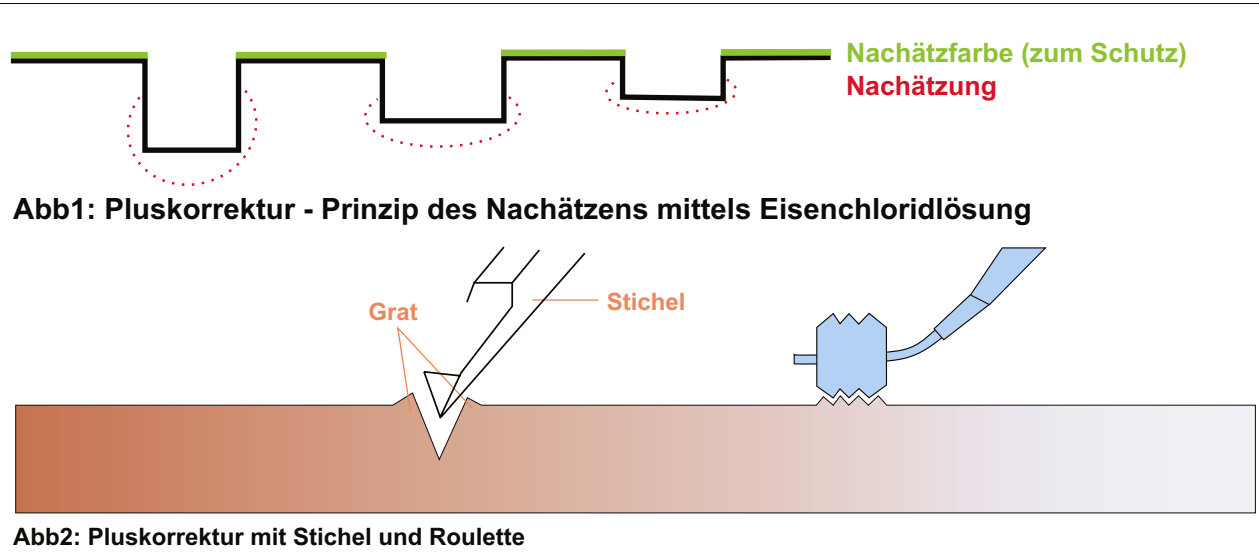 Nachätzfarbe (zum Schutz)
Nachätzung
Abb1: Pluskorrektur - Prinzip des Nachätzens mittels Eisenchloridlösung
Grat
Stichel
Abb2: Pluskorrektur mit Stichel und Roulette